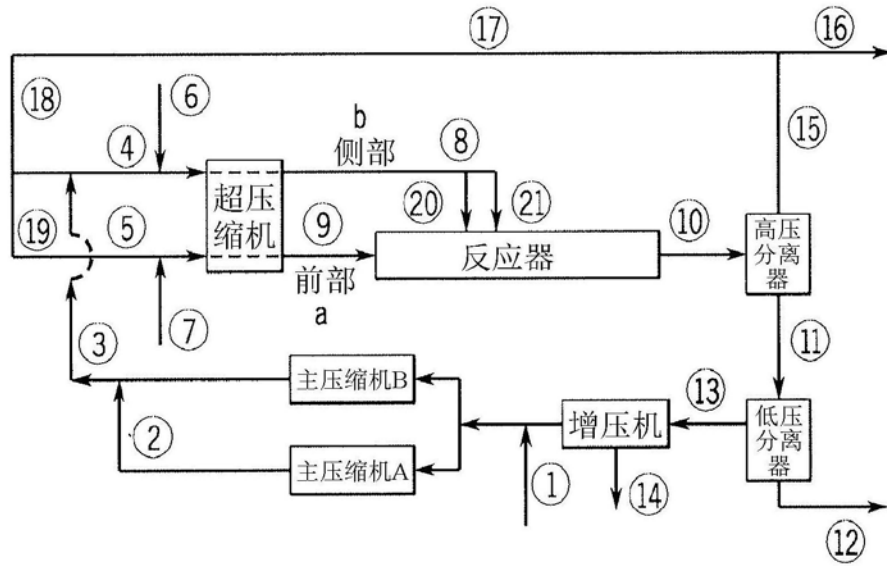 ⑰
⑯
⑱
⑥
b
④
侧部
⑧
⑮
超压
缩机
⑳
㉑
⑲
⑤
⑨
⑩
反应器
高压
分离
器
前部
a
③
⑦
⑪
主压缩机B
⑬
②
增压机
低压
分离
器
主压缩机A
①
⑭
⑫